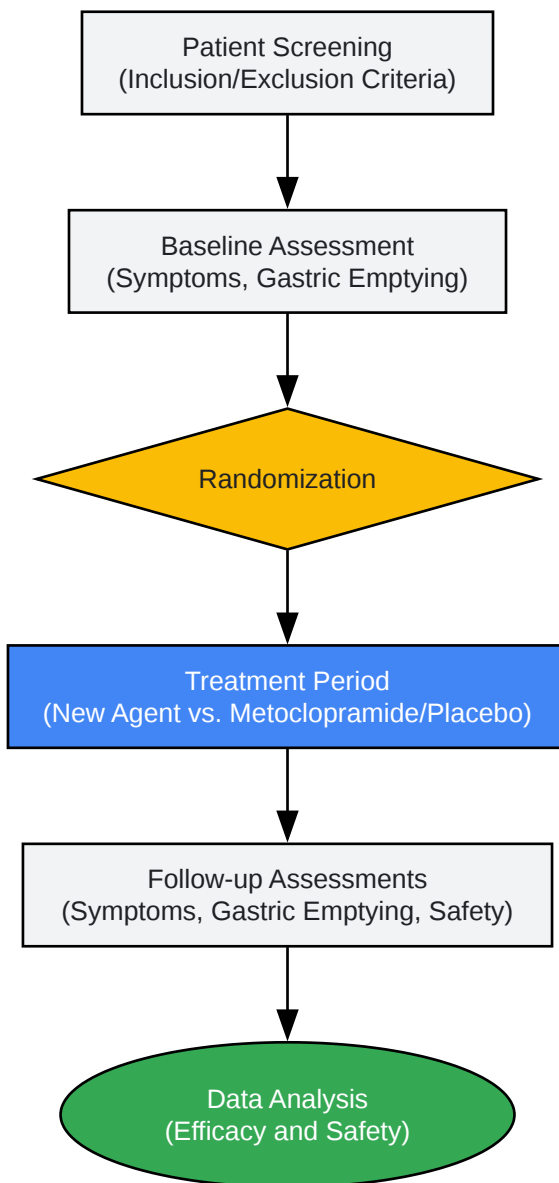 Patient Screening
(Inclusion/Exclusion Criteria)
Baseline Assessment
(Symptoms, Gastric Emptying)
Randomization
Treatment Period
(New Agent vs. Metoclopramide/Placebo)
Follow-up Assessments
(Symptoms, Gastric Emptying, Safety)
Data Analysis
(Efficacy and Safety)